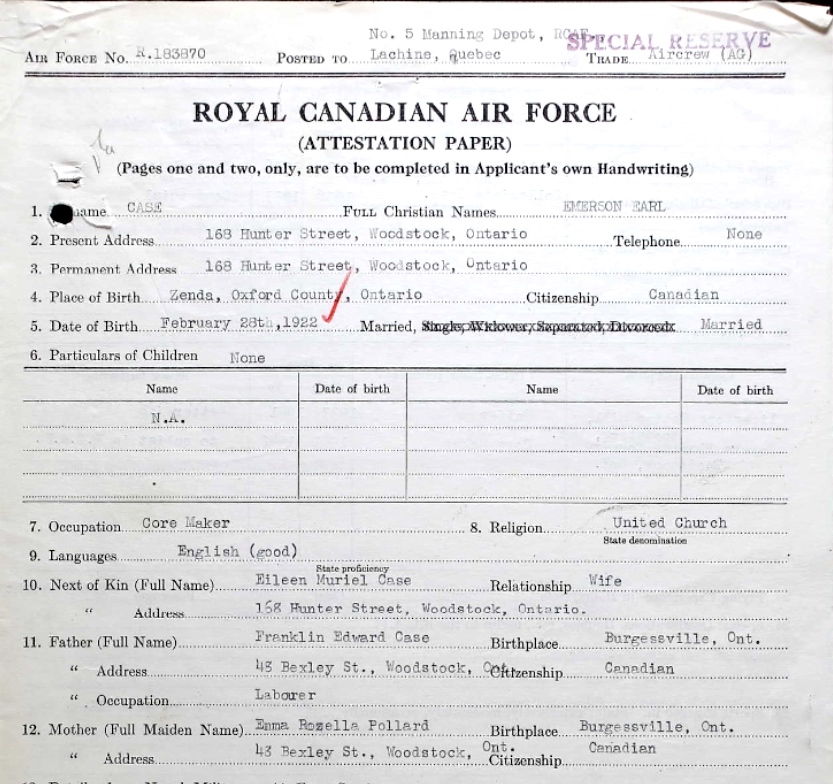 No. 5 Manning Depot, RCAF.
SPECIAL RESERVE
AIR FORCE NO. R.183870 POSTED TO Lachine, Quebec TRADE Aircrew (AG)
ROYAL CANADIAN AIR FORCE
(ATTESTATION PAPER)
(Pages one and two, only, are to be completed in Applicant's own Handwriting)
1. name CASE FULL Christian Names EMERSON EARL
2. Present Address 168 Hunter Street, Woodstock, Ontario Telephone None
3. Permanent Address 168 Hunter Street, Woodstock, Ontario
4. Place of Birth Zenda, Oxford County, Ontario Citizenship Canadian
5. Date of Birth February 28th,1922 Married, Single, Widower, Separated, Divorced Married
6. Particulars of Children None
Name Date of birth Name Date of birth
N.A.
7. Occupation Core Maker 8. Religion United Church
State denomination
9. Languages English (good)
State proficiency
10. Next of Kin (Full Name) Eileen Muriel Case Relationship Wife
" Address 168 Hunter Street, Woodstock, Ontario.
11. Father (Full Name) Franklin Edward Case Birthplace Burgessville, Ont.
" Address 43 Bexley St., Woodstock, Ont. Citizenship Canadian
" Occupation Laborer
12. Mother (Full Maiden Name) Emma Rozella Pollard Birthplace Burgessville, Ont.
" Address 43 Bexley St., Woodstock, Ont. Citizenship Canadian